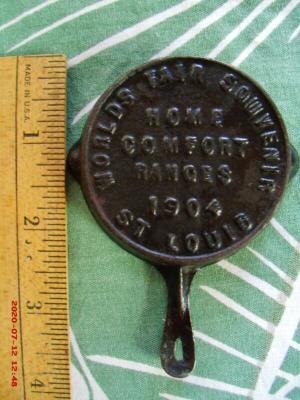 WORLDS FAIR SOUVENIR
HOME
COMFORT
RANGES
1904
ST LOUIS
MADE IN U.S.A.
1
2
3
4
2020-07-12 12:48